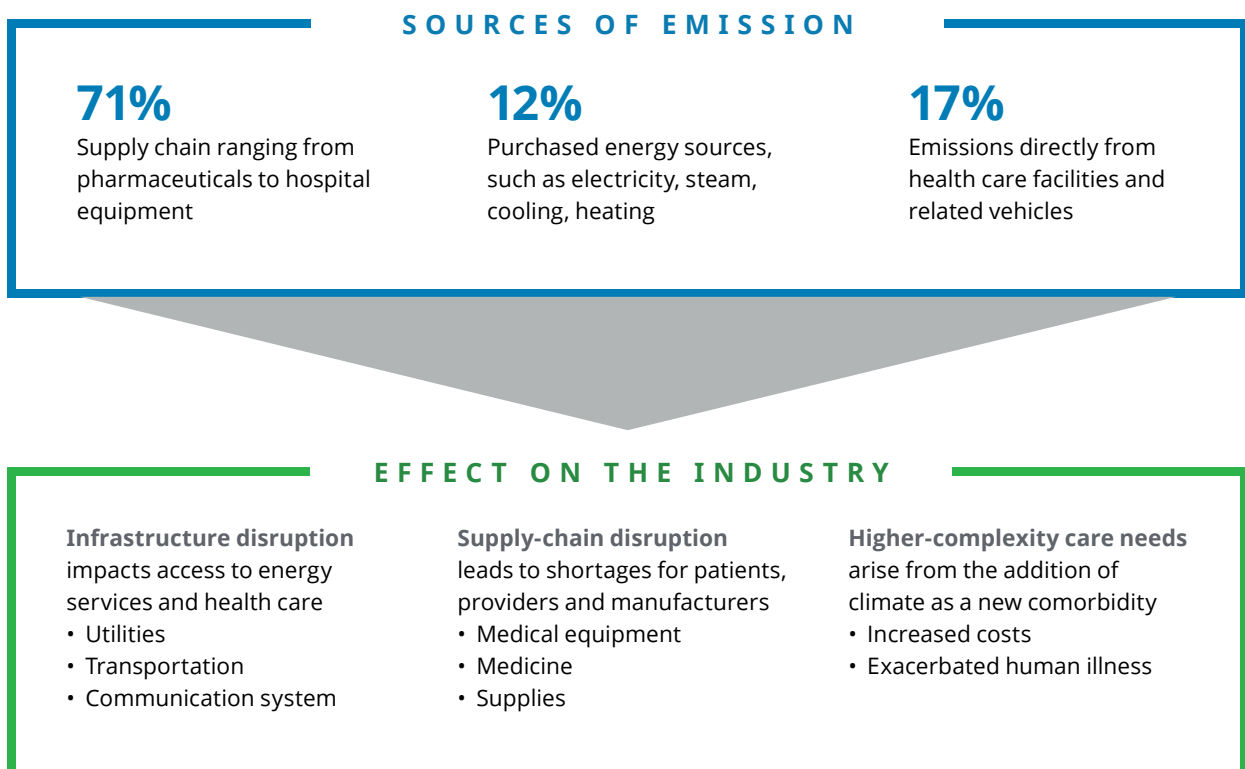 SOURCES OF EMISSION
71%
Supply chain ranging from
pharmaceuticals to hospital
equipment
12%
Purchased energy sources,
such as electricity, steam,
cooling, heating
17%
Emissions directly from
health care facilities and
related vehicles
EFFECT ON THE INDUSTRY
Infrastructure disruption
impacts access to energy
services and health care
• Utilities
• Transportation
• Communication system
Supply-chain disruption
leads to shortages for patients,
providers and manufacturers
• Medical equipment
• Medicine
• Supplies
Higher-complexity care needs
arise from the addition of
climate as a new comorbidity
• Increased costs
• Exacerbated human illness